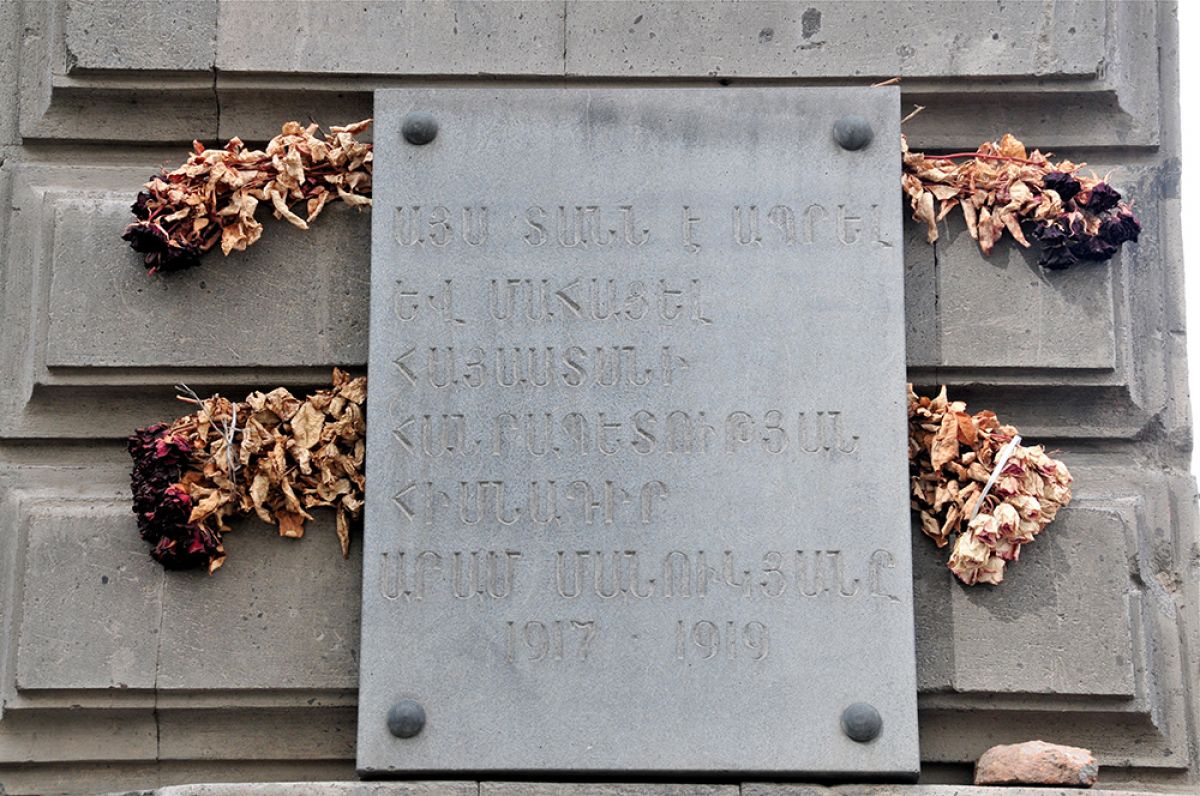 ԱՅՍ ՏԱՆՆ Է ԱՊՐԵԼ
ԵՎ ՄԱՀԱՑԵԼ
ՀԱՅԱՍՏԱՆԻ
ՀԱՆՐԱՊԵՏՈՒԹՅԱՆ
ՀԻՄՆԱԴԻՐ
ԱՐԱՄ ՄԱՆՈՒԿՅԱՆԸ
1917 1919